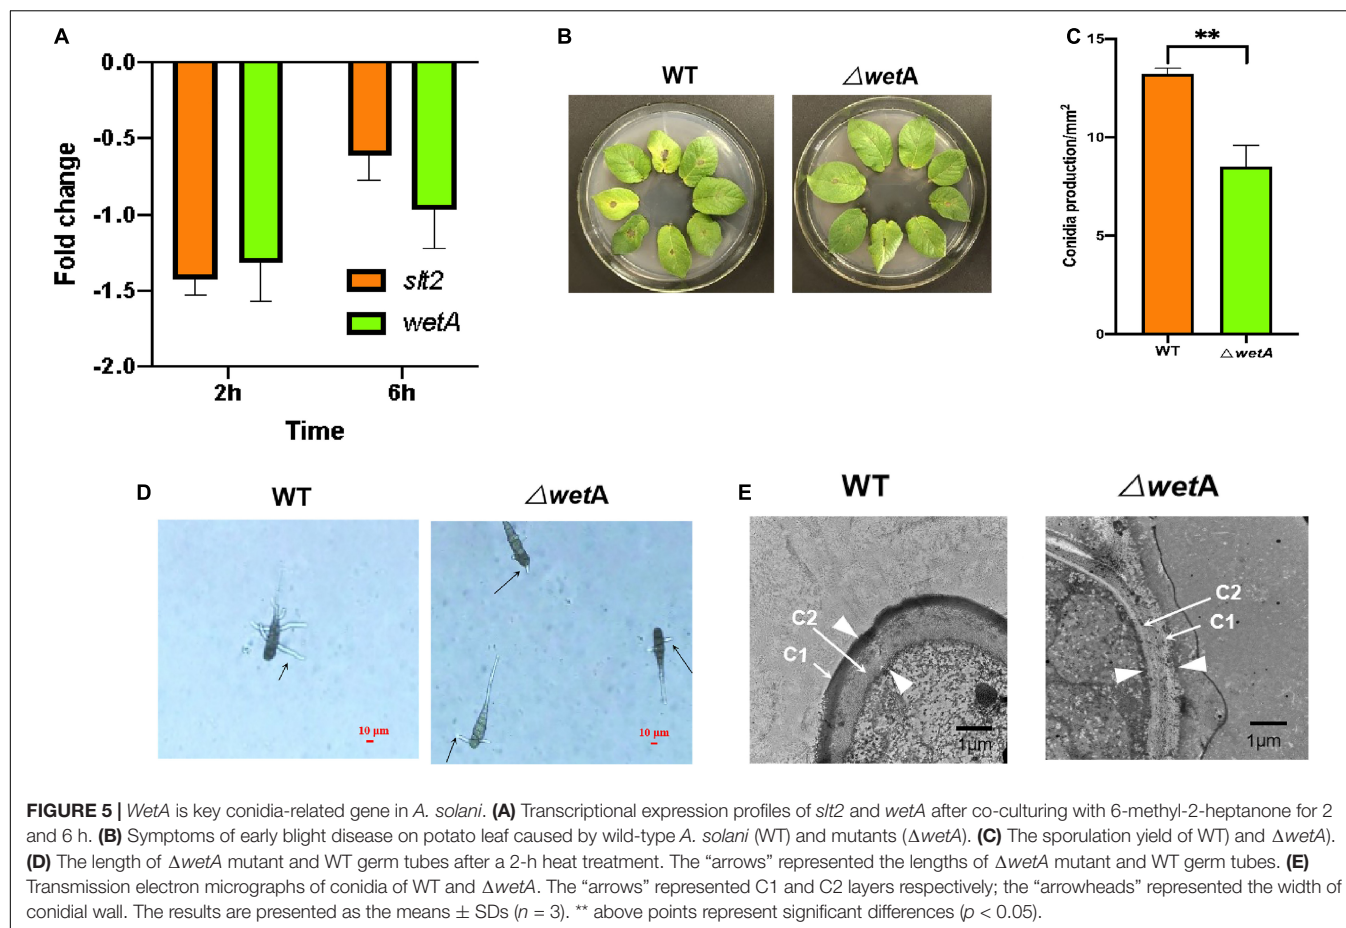 A
0.0
-0.5
-1.0
-1.5
-2.0
Fold change
2h
6h
Time
slt2
wetA
B
WT
△wetA
C
15
10
5
0
Conidia production/mm²
**
WT
△wetA
D
WT
△wetA
10 μm
10 μm
E
WT
△wetA
C2
C1
1μm
C2
C1
1μm
FIGURE 5 | WetA is key conidia-related gene in A. solani. (A) Transcriptional expression profiles of slt2 and wetA after co-culturing with 6-methyl-2-heptanone for 2
and 6 h. (B) Symptoms of early blight disease on potato leaf caused by wild-type A. solani (WT) and mutants (ΔwetA). (C) The sporulation yield of WT) and ΔwetA).
(D) The length of ΔwetA mutant and WT germ tubes after a 2-h heat treatment. The “arrows” represented the lengths of ΔwetA mutant and WT germ tubes. (E)
Transmission electron micrographs of conidia of WT and ΔwetA. The “arrows” represented C1 and C2 layers respectively; the “arrowheads” represented the width of
conidial wall. The results are presented as the means ± SDs (n = 3). ** above points represent significant differences (p < 0.05).